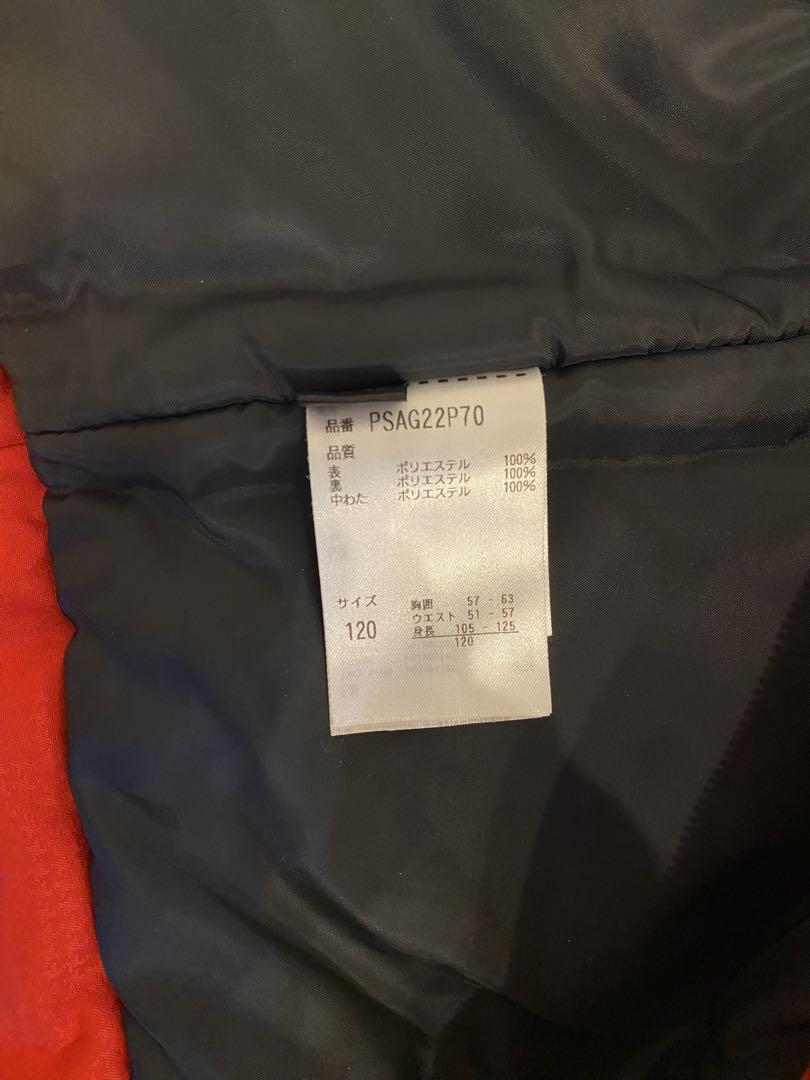 品番 PSAG22P70
品質
表 ポリエステル 100%
裏 ポリエステル 100%
中わた ポリエステル 100%
サイズ
120
胸囲 57 - 63
ウエスト 51 - 57
身長 105 - 125
120